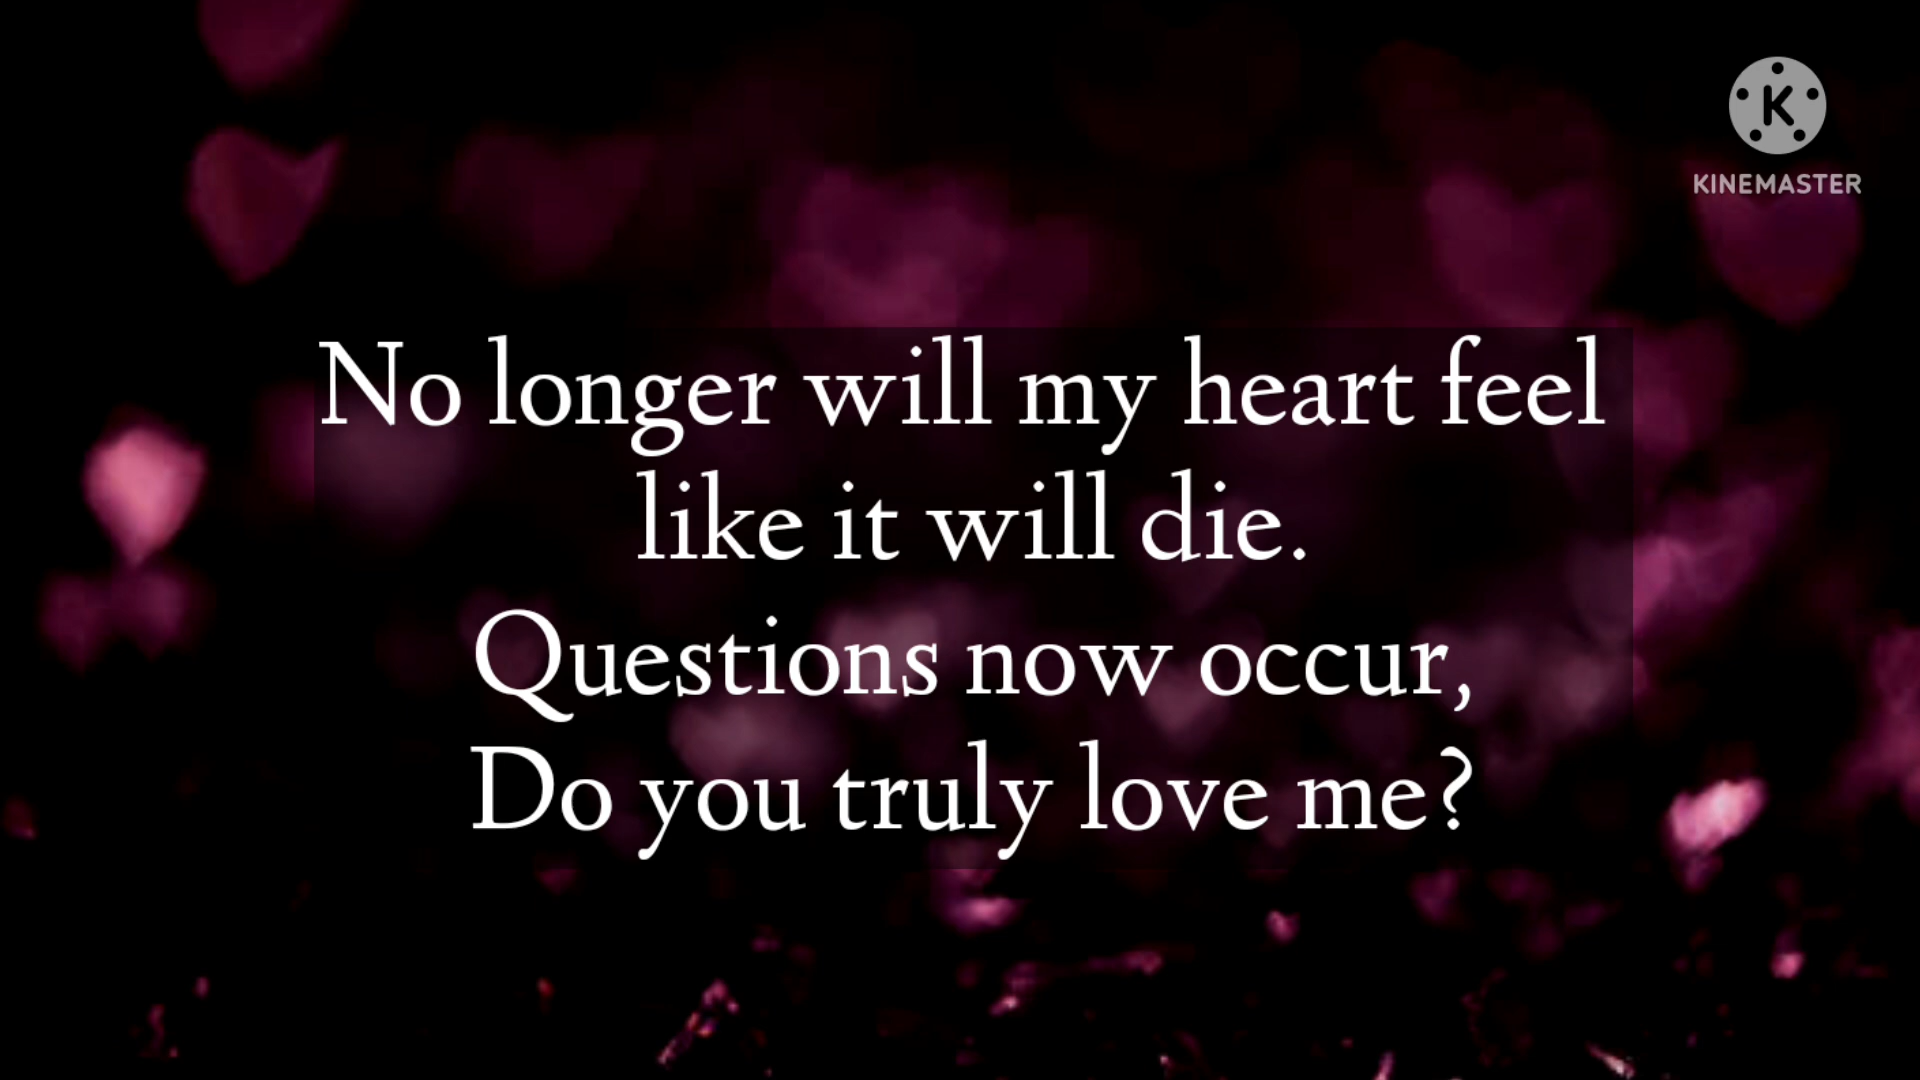 K
KINEMASTER
No longer will my heart feel
like it will die.
Questions now occur,
Do you truly love me?